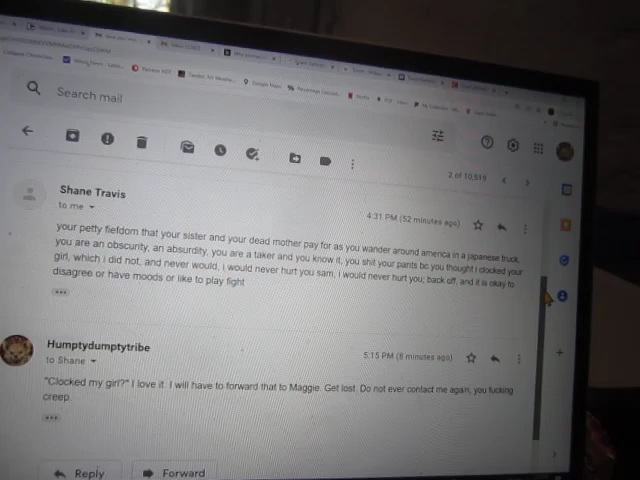 Search mail
2 of 10,519
Shane Travis
to me
4:31 PM (52 minutes ago)
your petty fiefdom that your sister and your dead mother pay for as you wander around america in a japanese truck,
you are an obscurity, an absurdity, you are a taker and you know it, you shit your pants bc you thought i clocked your
girl, which i did not, and never would, i would never hurt you sam, I would never hurt you; back off, and it is okay to
disagree or have moods or like to play fight
Humptydumptytribe
to Shane
5:15 PM (8 minutes ago)
"Clocked my girl?" I love it. I will have to forward that to Maggie. Get lost. Do not ever contact me again, you fucking
creep.
Reply
Forward